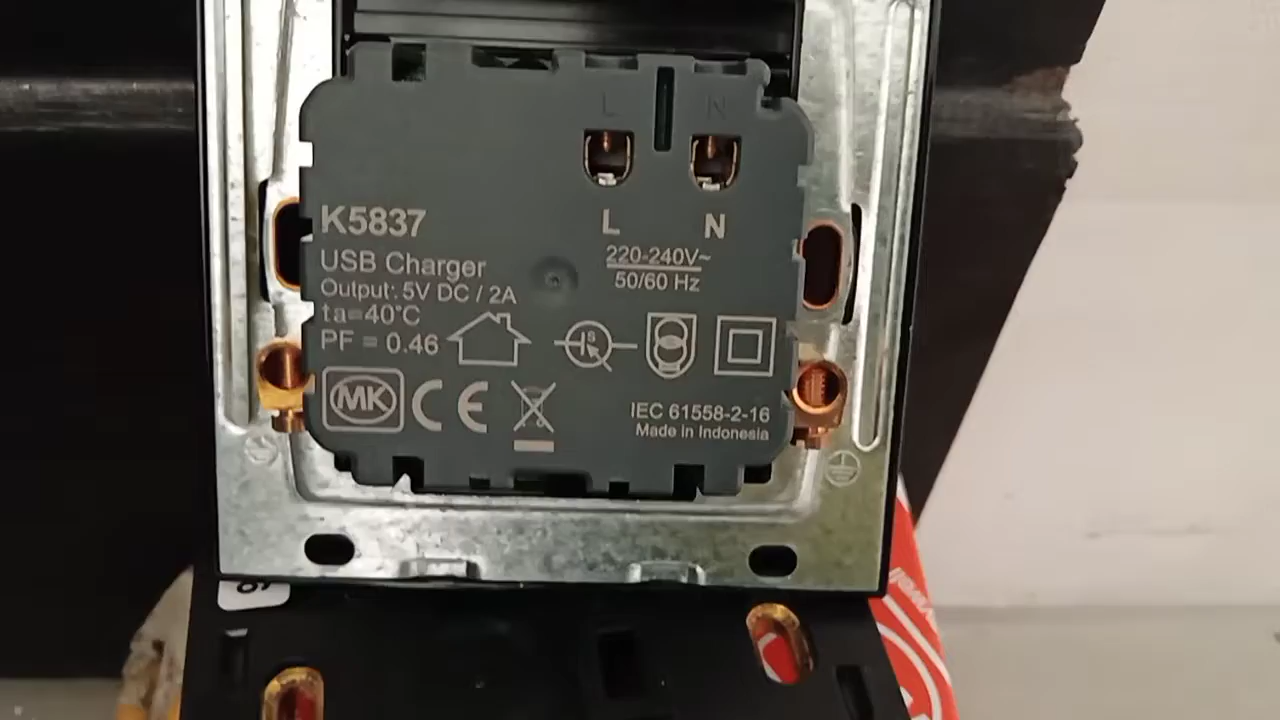 L N
K5837
L N
USB Charger
220-240V~
Output: 5V DC / 2A
50/60 Hz
ta=40°C
PF = 0.46
S
MK CE
IEC 61558-2-16
Made in Indonesia